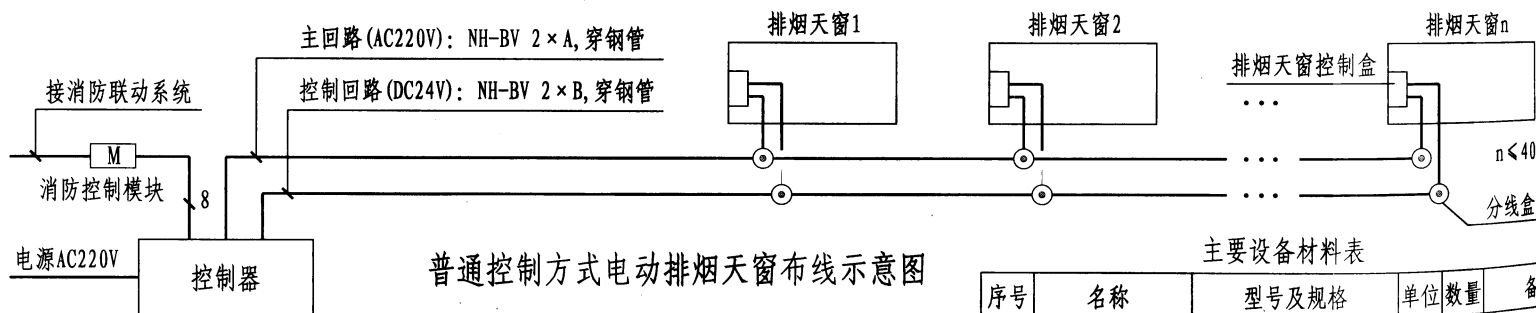 排烟天窗1
排烟天窗2
排烟天窗n
主回路(AC220V): NH-BV 2×A,穿钢管
排烟天窗控制盒
接消防联动系统
控制回路(DC24V): NH-BV 2×B,穿钢管
...
M
...
n≤40
消防控制模块
8
...
分线盒
电源AC220V
控制器
普通控制方式电动排烟天窗布线示意图
主要设备材料表
序号 名称 型号及规格 单位 数量 备